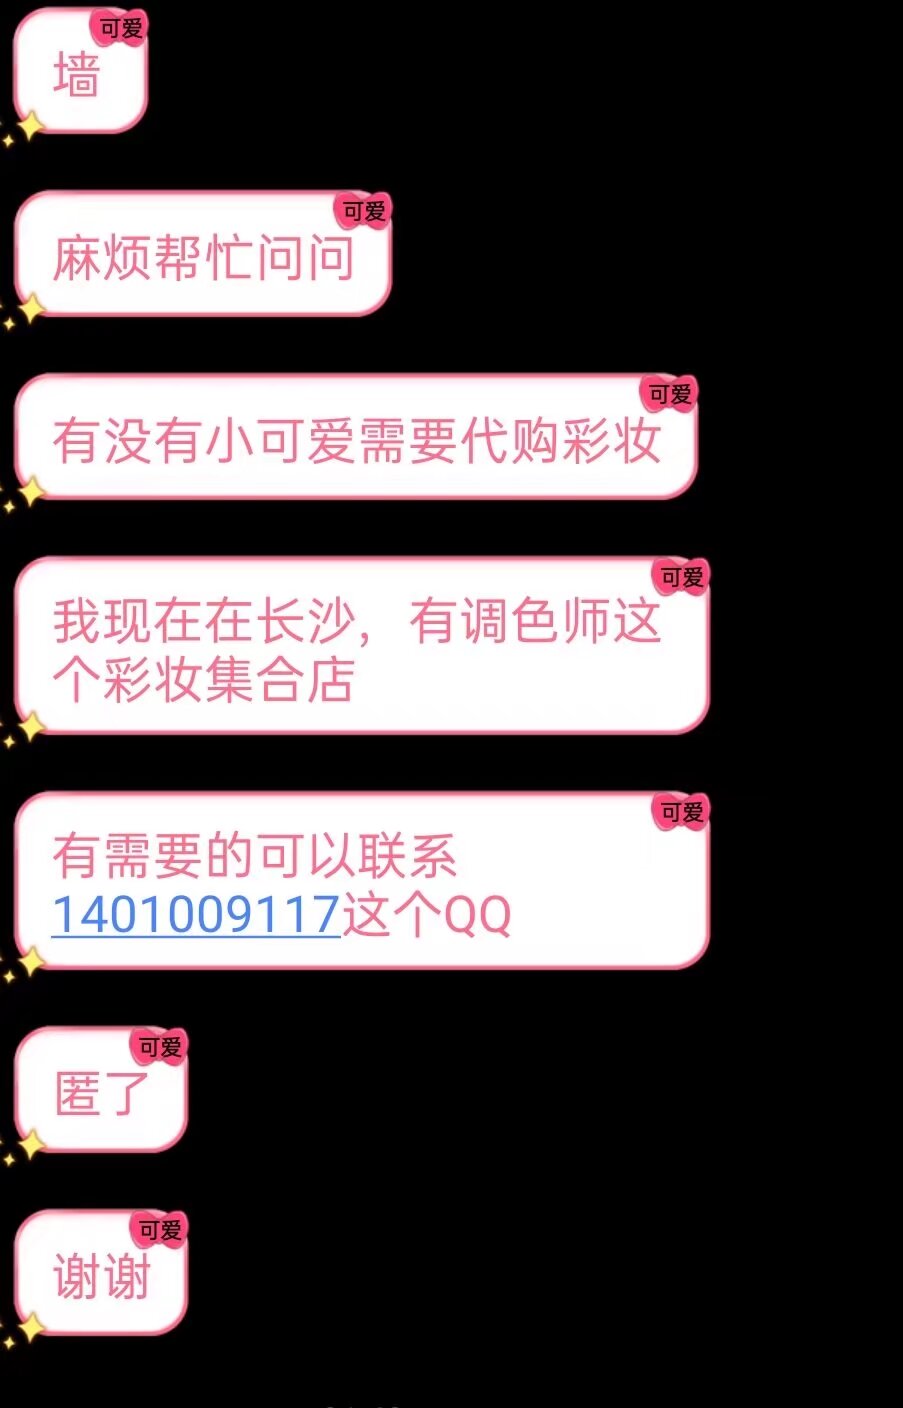 可爱
墙
可爱
麻烦帮忙问问
可爱
有没有小可爱需要代购彩妆
可爱
我现在在长沙，有调色师这
个彩妆集合店
可爱
有需要的可以联系
1401009117这个QQ
可爱
匿了
可爱
谢谢